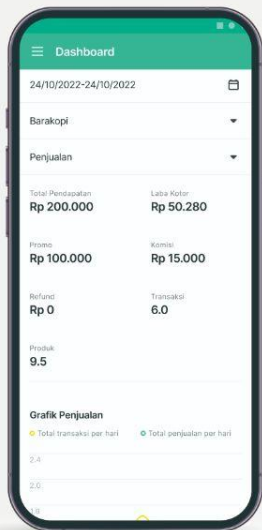 Dashboard
24/10/2022-24/10/2022
Barakopi
Penjualan
Total Pendapatan
Laba Kotor
Rp 200.000
Rp 50.280
Promo
Komisi
Rp 100.000
Rp 15.000
Refund
Transaksi
Rp 0
6.0
Produk
9.5
Grafik Penjualan
Total transaksi per hari
Total penjualan per hari
2.4
2.0